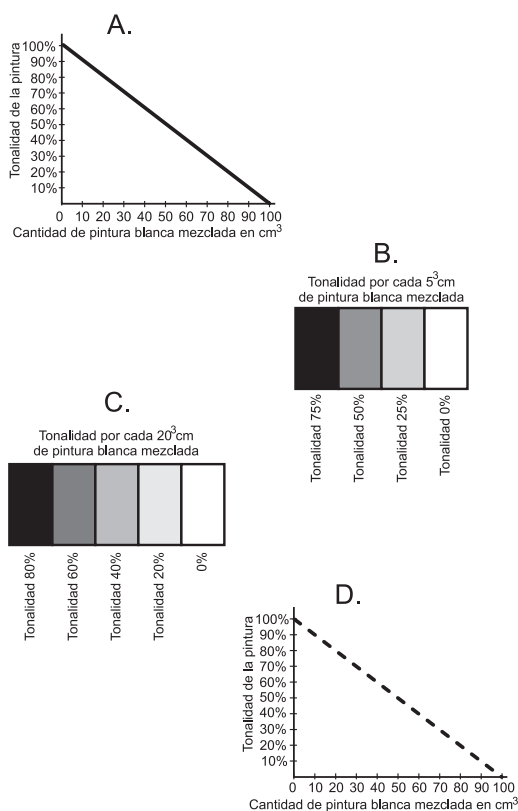 A.
Tonalidad de la pintura
100%
90%
80%
70%
60%
50%
40%
30%
20%
10%
0 10 20 30 40 50 60 70 80 90 100
Cantidad de pintura blanca mezclada en cm³
B.
Tonalidad por cada 5³cm
de pintura blanca mezclada
Tonalidad 75%
Tonalidad 50%
Tonalidad 25%
Tonalidad 0%
C.
Tonalidad por cada 20³cm
de pintura blanca mezclada
Tonalidad 80%
Tonalidad 60%
Tonalidad 40%
Tonalidad 20%
0%
D.
Tonalidad de la pintura
100%
90%
80%
70%
60%
50%
40%
30%
20%
10%
0 10 20 30 40 50 60 70 80 90 100
Cantidad de pintura blanca mezclada en cm³